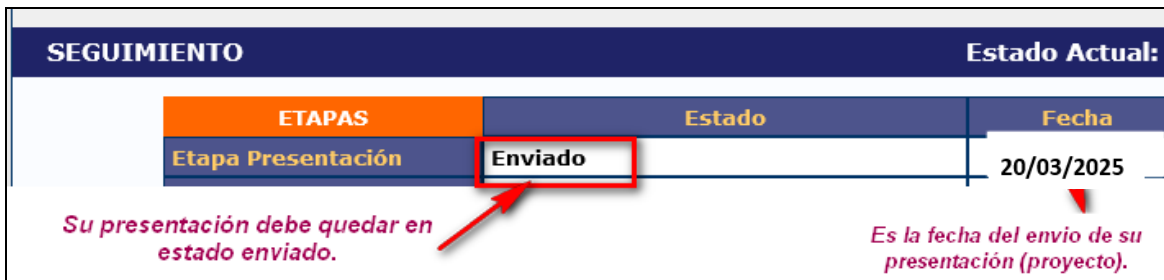 SEGUIMIENTO Estado Actual:
ETAPAS Estado Fecha
Etapa Presentación Enviado 20/03/2025
Su presentación debe quedar en
estado enviado.
Es la fecha del envio de su
presentación (proyecto).